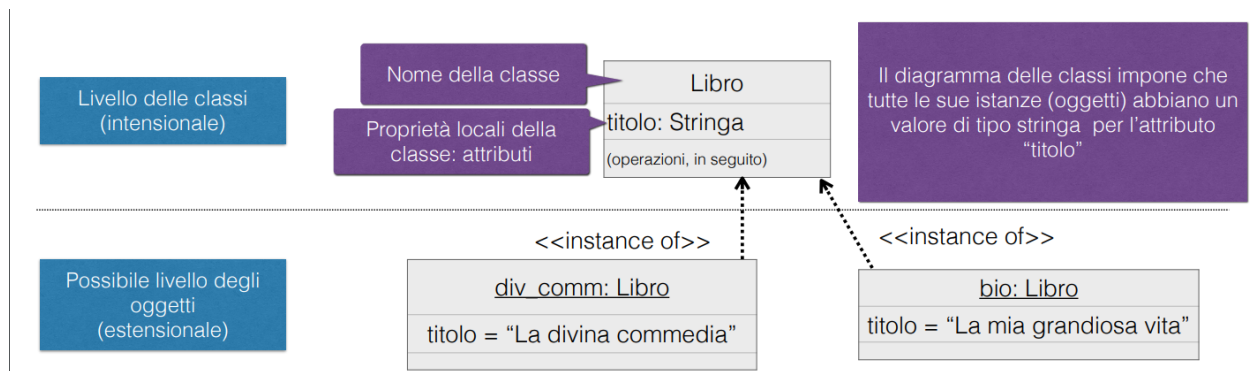 Livello delle classi
(intensionale)
Nome della classe
Proprietà locali della
classe: attributi
Libro
titolo: Stringa
(operazioni, in seguito)
Il diagramma delle classi impone che
tutte le sue istanze (oggetti) abbiano un
valore di tipo stringa per l'attributo
"titolo"
<<instance of>>
<<instance of>>
Possibile livello degli
oggetti
(estensionale)
div_comm: Libro
titolo = "La divina commedia"
bio: Libro
titolo = "La mia grandiosa vita"